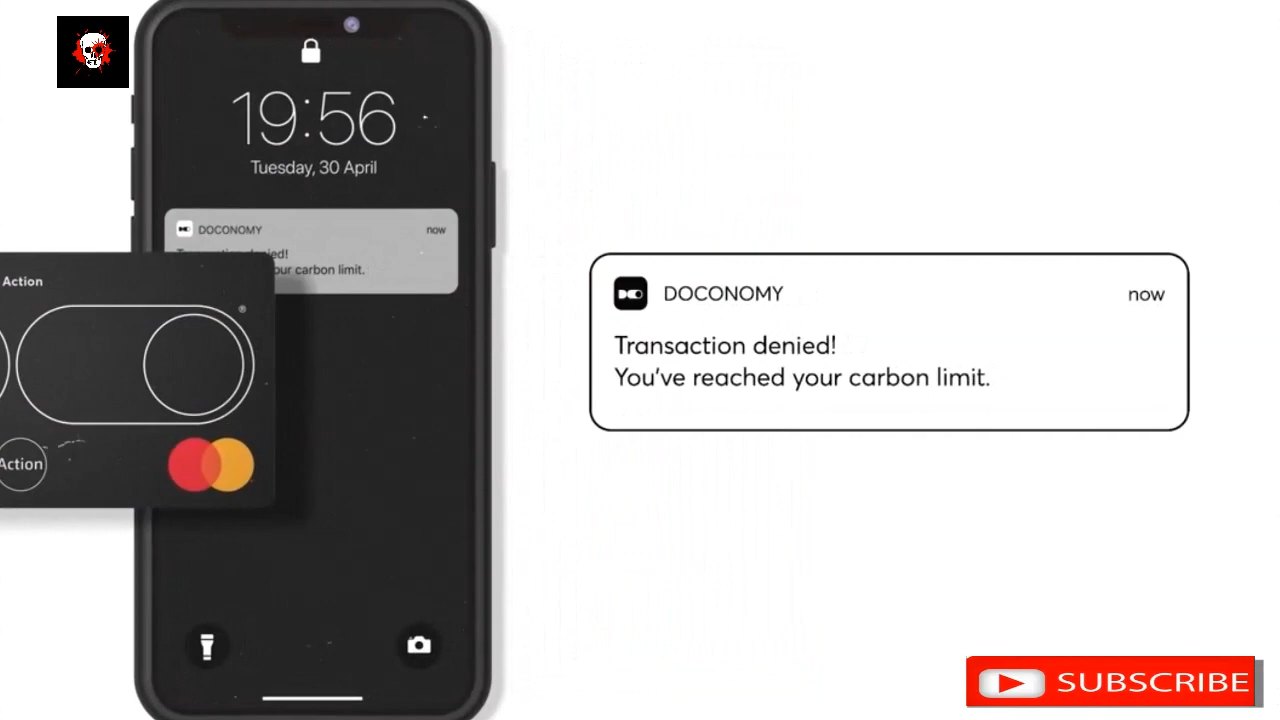 19:56
Tuesday, 30 April
DOCONOMY now
our carbon limit.
Action
Action
DOCONOMY now
Transaction denied!
You've reached your carbon limit.
SUBSCRIBE